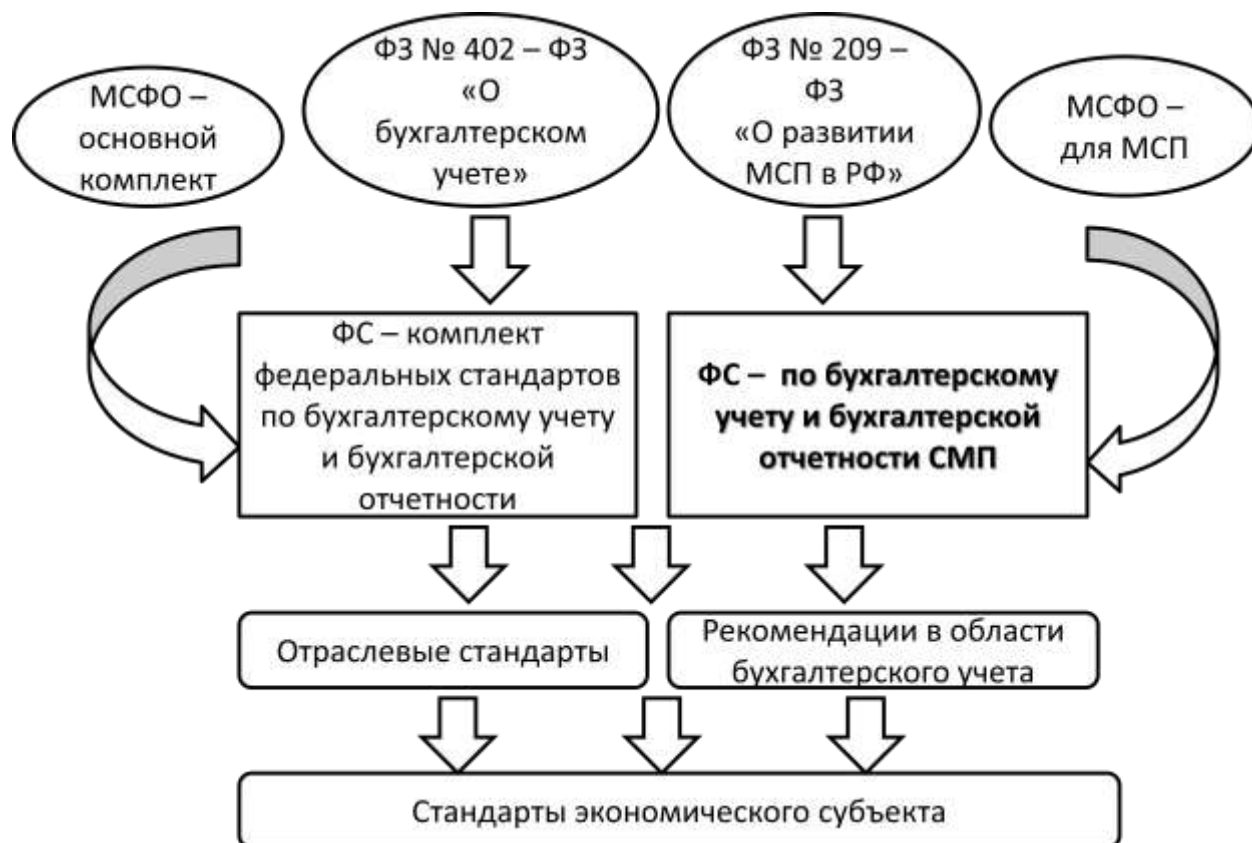 МСФО –
основной
комплект
ФЗ № 402 – ФЗ
«О
бухгалтерском
учете»
ФЗ № 209 –
ФЗ
«О развитии
МСП в РФ»
МСФО –
для МСП
ФС – комплект
федеральных стандартов
по бухгалтерскому учету
и бухгалтерской
отчетности
ФС – по бухгалтерскому
учету и бухгалтерской
отчетности СМП
Отраслевые стандарты
Рекомендации в области
бухгалтерского учета
Стандарты экономического субъекта